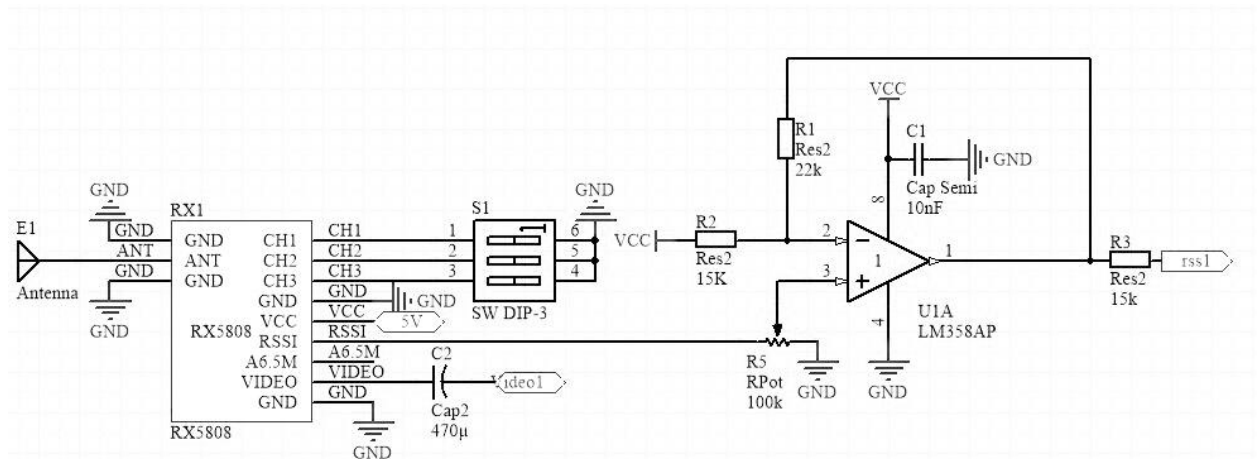 E1
Antenna
GND
GND
ANT
GND
GND
RX1
GND
ANT
GND
RX5808
CH1
CH2
CH3
GND
VCC
RSSI
A6.5M
VIDEO
GND
RX5808
CH1
CH2
CH3
GND
VCC
RSSI
A6.5M
VIDEO
GND
GND
5V
GND
C2
Cap2
470µ
Video1
S1
1
2
3
6
5
4
SW DIP-3
GND
VCC
R2
Res2
15K
R1
Res2
22k
VCC
C1
Cap Semi
10nF
GND
8
2
3
1
1
4
U1A
LM358AP
GND
R5
RPot
100k
GND
R3
Res2
15k
rss1